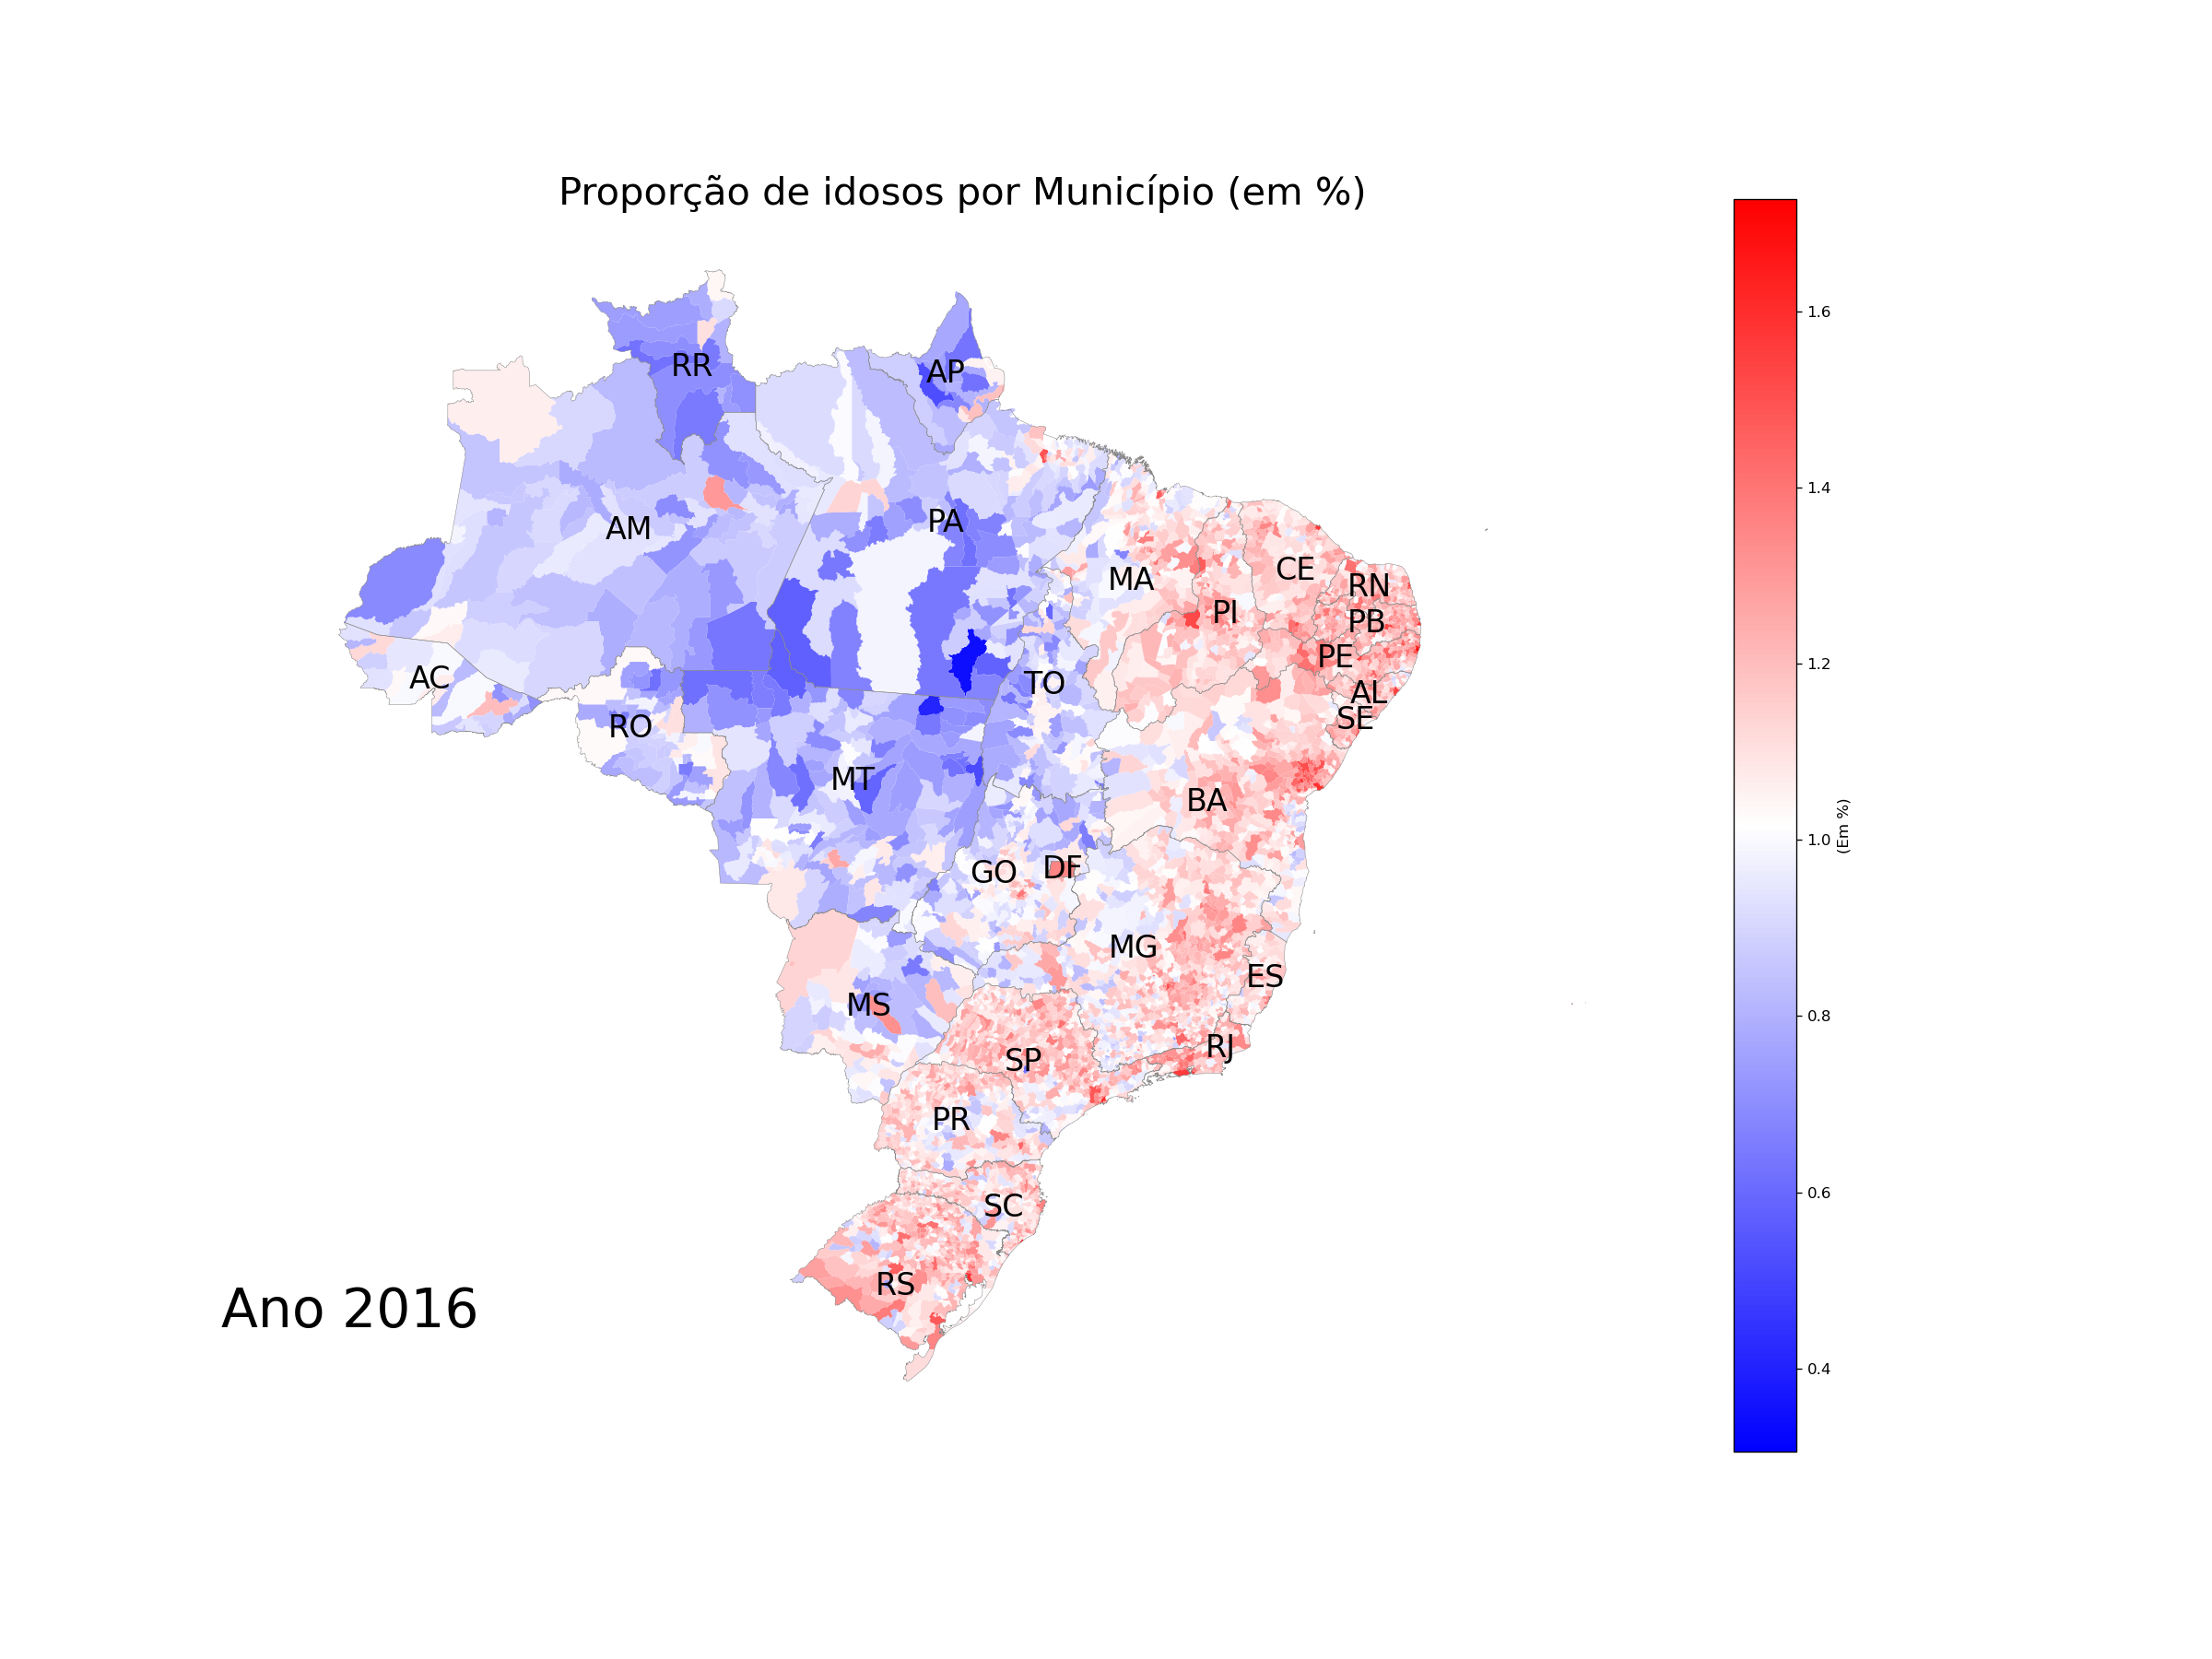 Proporção de idosos por Município (em %)
RR
AP
AM
PA
MA
CE
RN
PI
PB
PE
AC
TO
AL
SE
RO
MT
BA
GO
DF
MG
ES
MS
RJ
SP
PR
SC
RS
Ano 2016
1.6
1.4
1.2
1.0
0.8
0.6
0.4
(Em %)